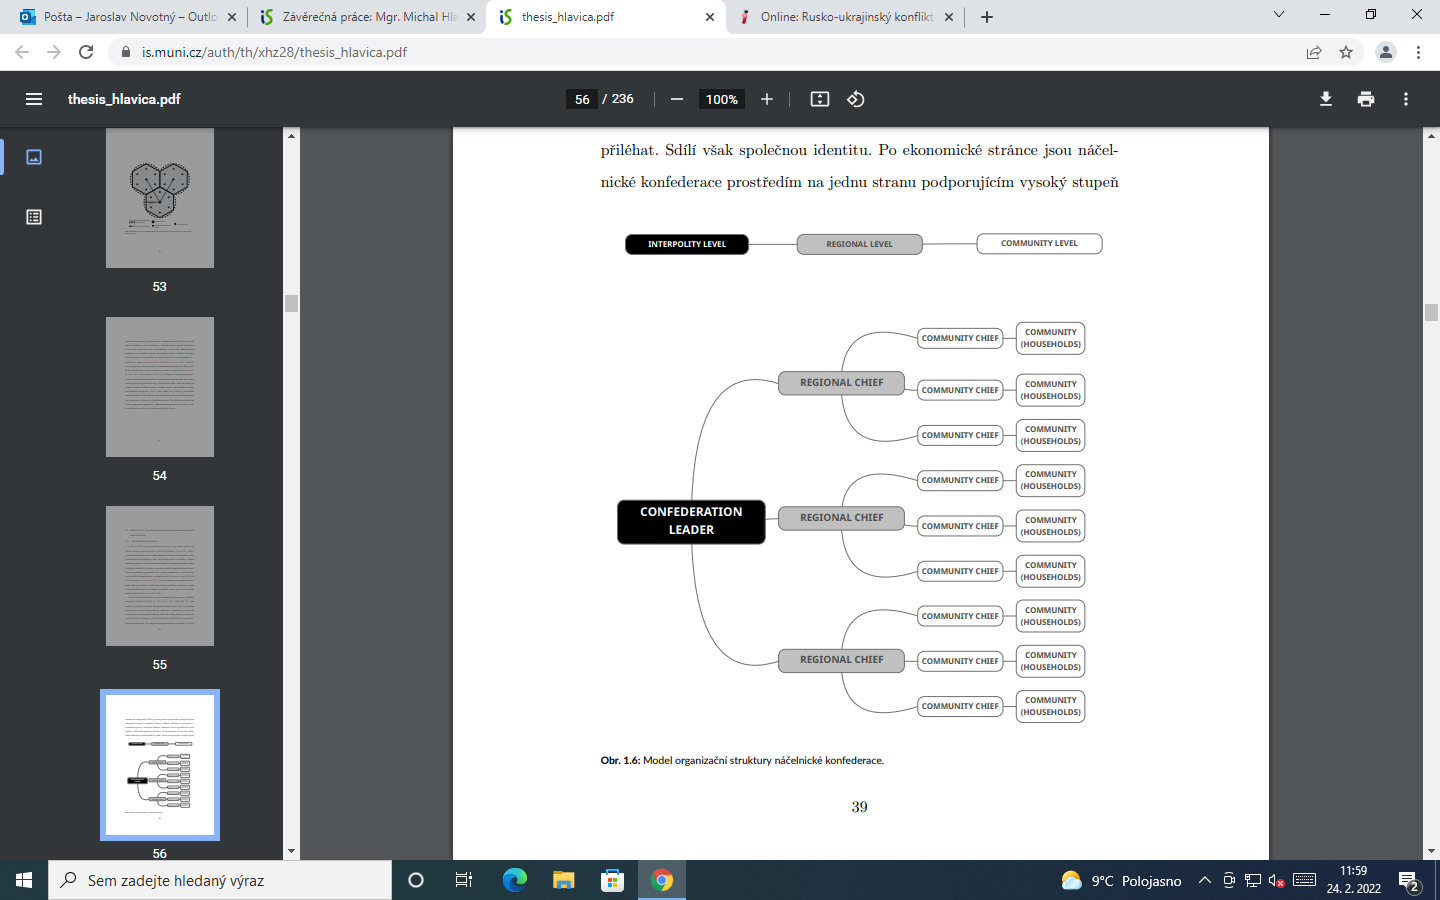 Pošta – Jaroslav Novotný – Outlo
Závěrečná práce: Mgr. Michal Hla
thesis_hlavica.pdf
Online: Rusko-ukrajinský konflikt
is.muni.cz/auth/th/xhz28/thesis_hlavica.pdf
thesis_hlavica.pdf
56 / 236
100%
53
54
55
56
přiléhat. Sdílí však společnou identitu. Po ekonomické stránce jsou náčel-
nické konfederace prostředím na jednu stranu podporujícím vysoký stupeň
INTERPOLITY LEVEL
REGIONAL LEVEL
COMMUNITY LEVEL
COMMUNITY CHIEF
COMMUNITY
(HOUSEHOLDS)
REGIONAL CHIEF
COMMUNITY CHIEF
COMMUNITY
(HOUSEHOLDS)
COMMUNITY CHIEF
COMMUNITY
(HOUSEHOLDS)
COMMUNITY CHIEF
COMMUNITY
(HOUSEHOLDS)
CONFEDERATION
LEADER
REGIONAL CHIEF
COMMUNITY CHIEF
COMMUNITY
(HOUSEHOLDS)
COMMUNITY CHIEF
COMMUNITY
(HOUSEHOLDS)
COMMUNITY CHIEF
COMMUNITY
(HOUSEHOLDS)
REGIONAL CHIEF
COMMUNITY CHIEF
COMMUNITY
(HOUSEHOLDS)
COMMUNITY CHIEF
COMMUNITY
(HOUSEHOLDS)
Obr. 1.6: Model organizační struktury náčelnické konfederace.
39
Sem zadejte hledaný výraz
9°C Polojasno
11:59
24. 2. 2022
2